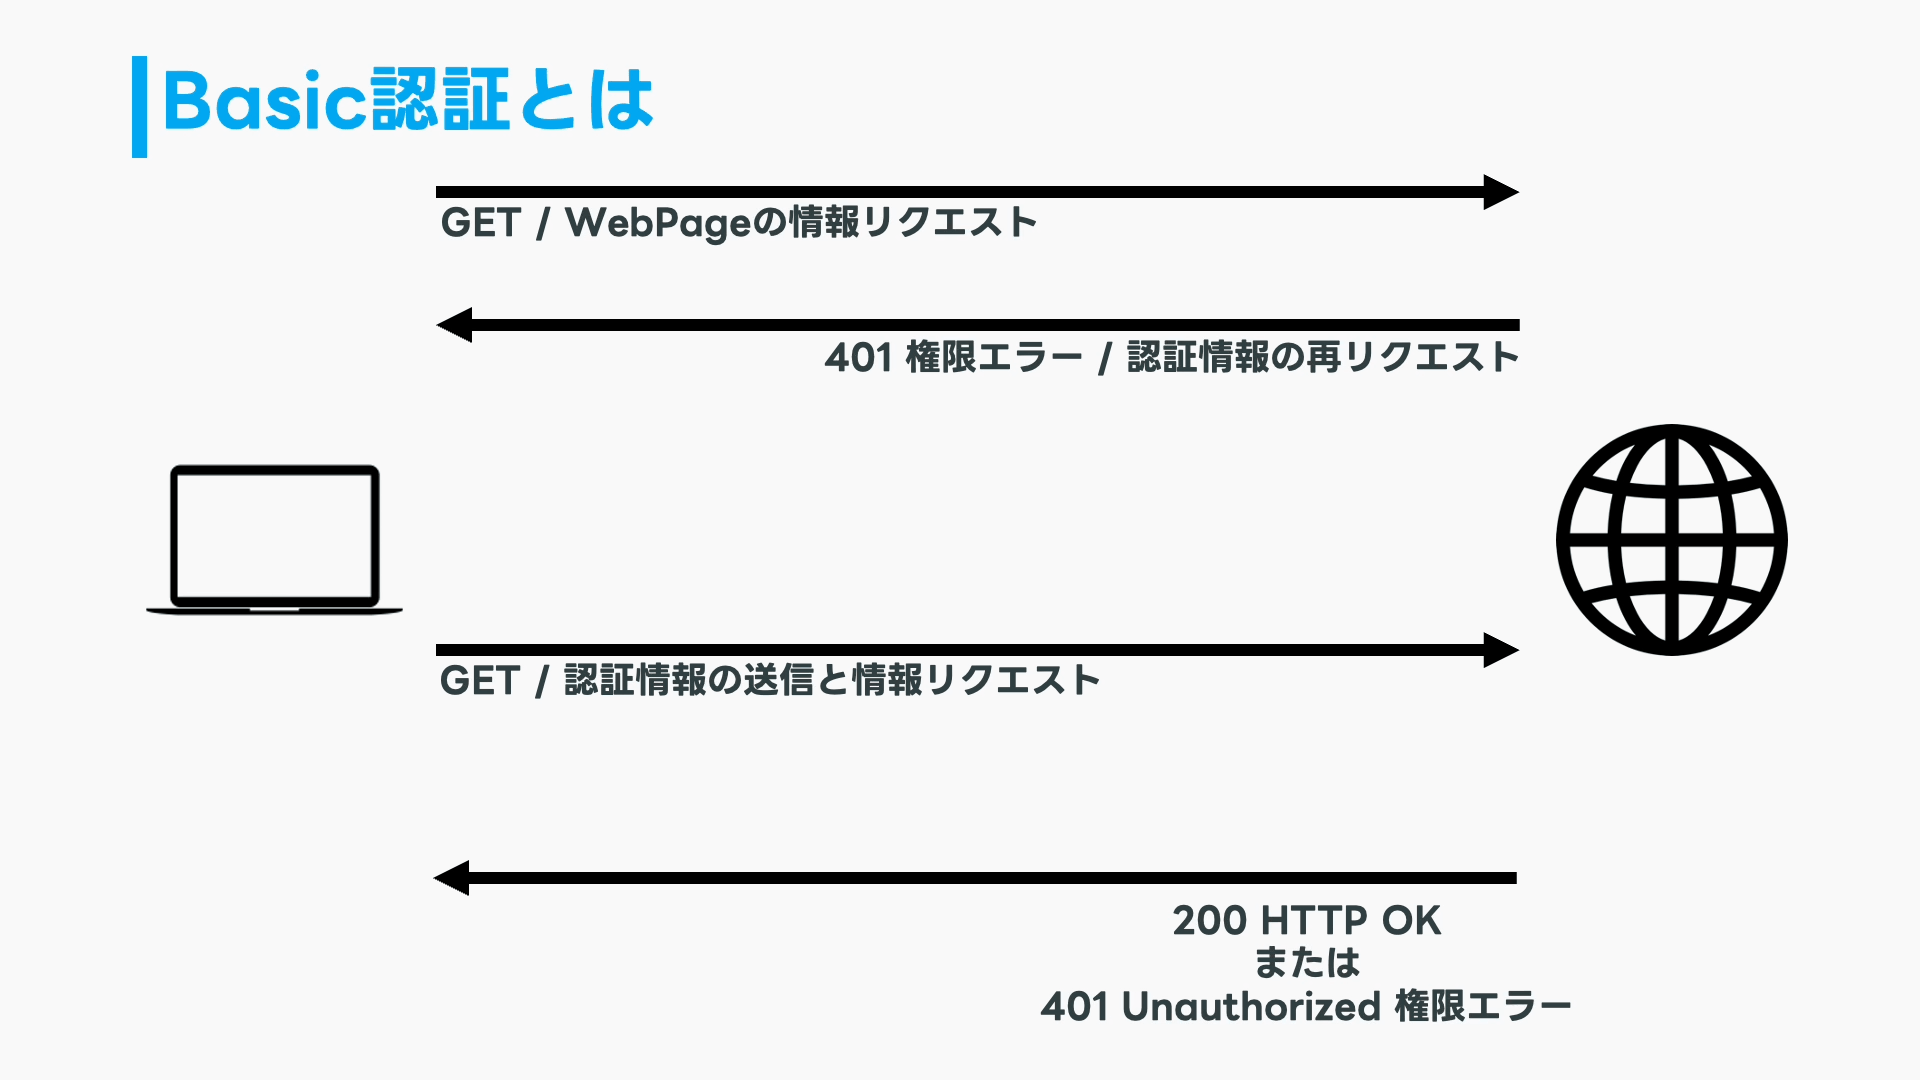 Basic認証とは
GET / WebPageの情報リクエスト
401 権限エラー / 認証情報の再リクエスト
GET / 認証情報の送信と情報リクエスト
200 HTTP OK
または
401 Unauthorized 権限エラー